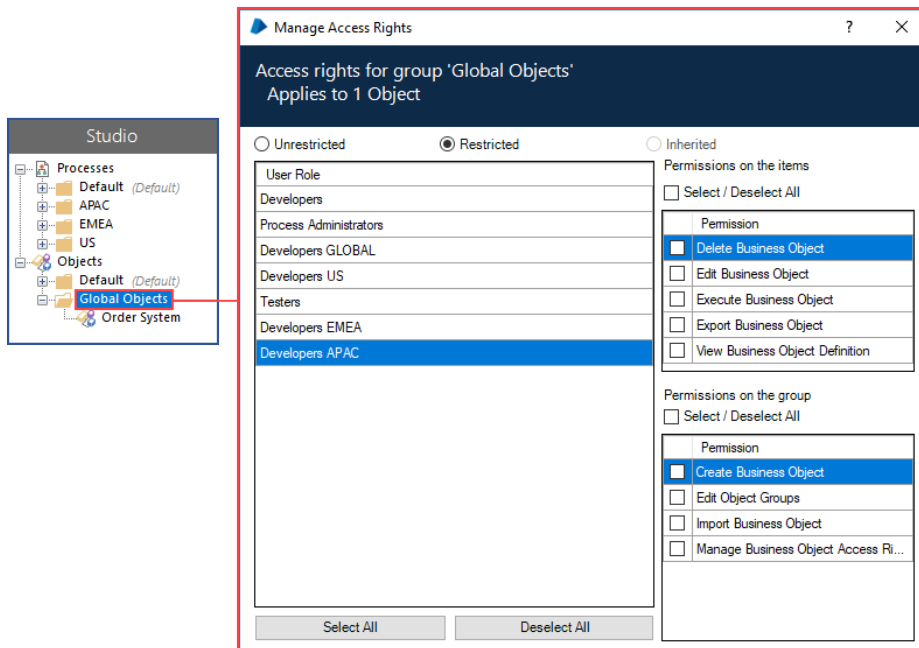 Studio
Processes
Default (Default)
APAC
EMEA
US
Objects
Default (Default)
Global Objects
Order System
Manage Access Rights
Access rights for group 'Global Objects'
Applies to 1 Object
Unrestricted Restricted Inherited
User Role
Developers
Process Administrators
Developers GLOBAL
Developers US
Testers
Developers EMEA
Developers APAC
Select All Deselect All
Permissions on the items
Select / Deselect All
Permission
Delete Business Object
Edit Business Object
Execute Business Object
Export Business Object
View Business Object Definition
Permissions on the group
Select / Deselect All
Permission
Create Business Object
Edit Object Groups
Import Business Object
Manage Business Object Access Ri...